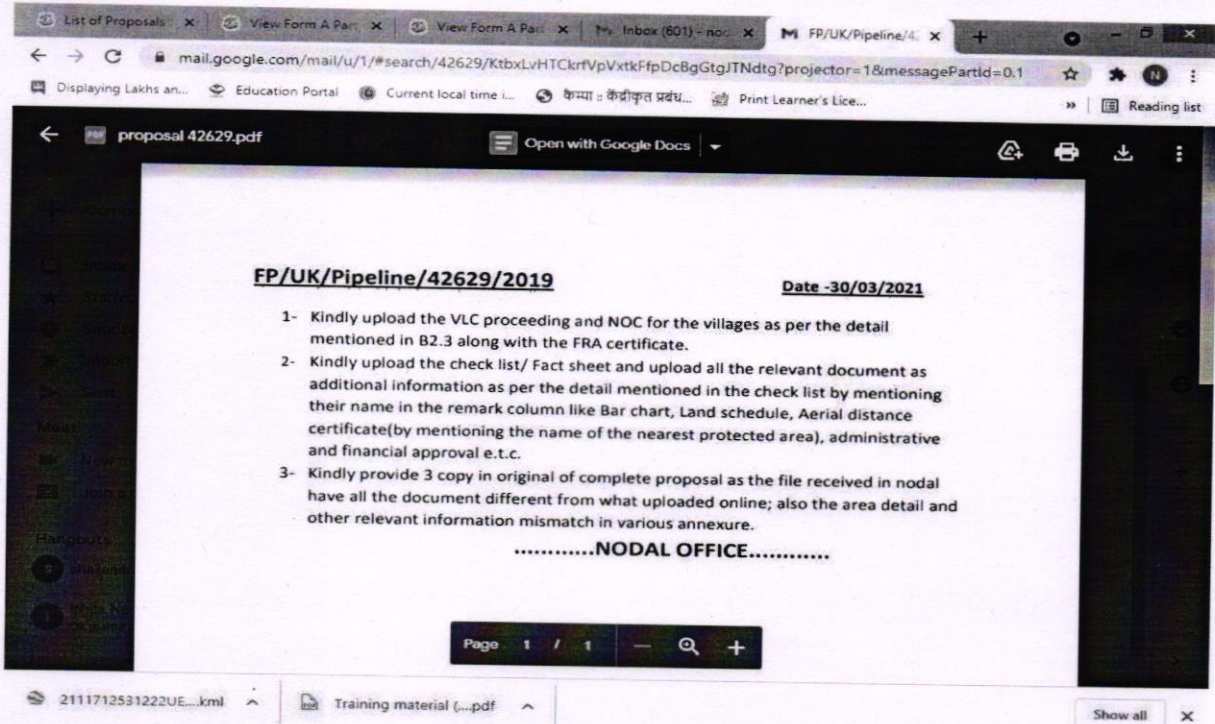 List of Proposals
View Form A Par
View Form A Par
Inbox (601) - nod
FP/UK/Pipeline/4
mail.google.com/mail/u/1/#search/42629/KtbxLvHTCkrfVpVxtkFfpDcBgGtgJTNdtg?projector=1&messagePartId=0.1
Displaying Lakhs an...
Education Portal
Current local time i...
कैम्पा :: केंद्रीकृत प्रबंध...
Print Learner's Lice...
Reading list
proposal 42629.pdf
Open with Google Docs
FP/UK/Pipeline/42629/2019
Date -30/03/2021
1- Kindly upload the VLC proceeding and NOC for the villages as per the detail
mentioned in B2.3 along with the FRA certificate.
2- Kindly upload the check list/ Fact sheet and upload all the relevant document as
additional information as per the detail mentioned in the check list by mentioning
their name in the remark column like Bar chart, Land schedule, Aerial distance
certificate(by mentioning the name of the nearest protected area), administrative
and financial approval e.t.c.
3- Kindly provide 3 copy in original of complete proposal as the file received in nodal
have all the document different from what uploaded online; also the area detail and
other relevant information mismatch in various annexure.
............NODAL OFFICE............
Page 1 / 1
2111712531222UE....kml
Training material (....pdf
Show all